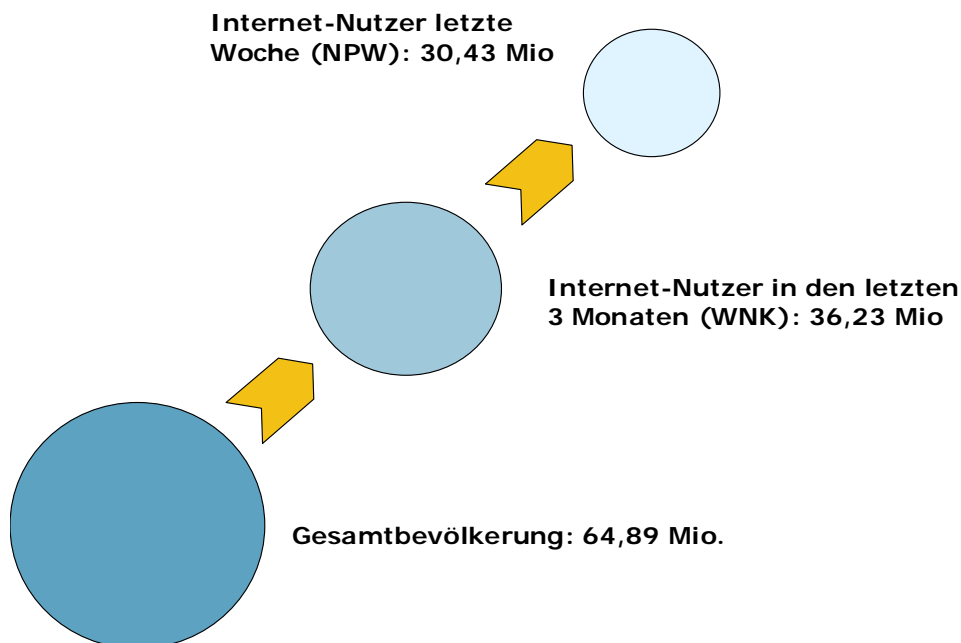 Internet-Nutzer letzte
Woche (NPW): 30,43 Mio
Internet-Nutzer in den letzten
3 Monaten (WNK): 36,23 Mio
Gesamtbevölkerung: 64,89 Mio.